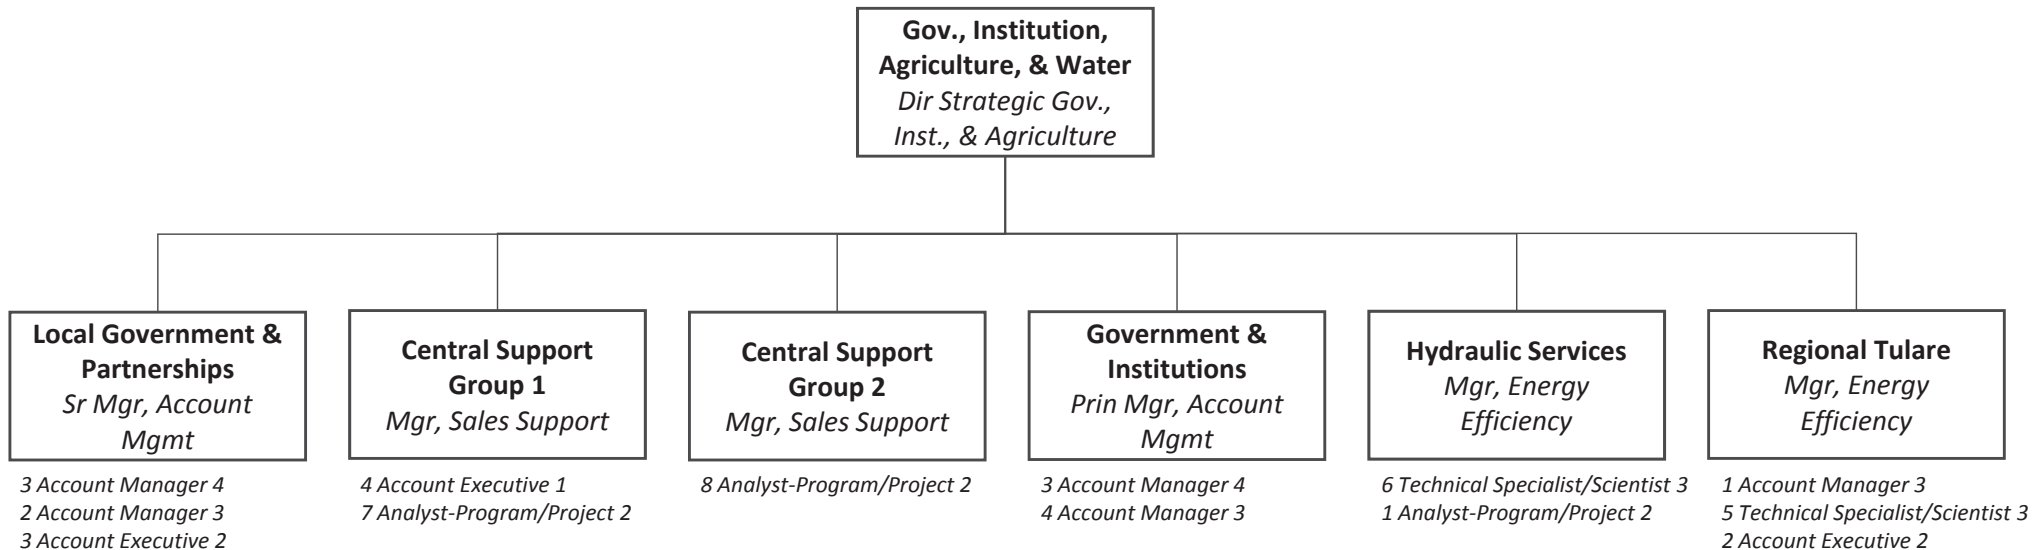 Gov., Institution,
Agriculture, & Water
Dir Strategic Gov.,
Inst., & Agriculture
Local Government &
Partnerships
Sr Mgr, Account
Mgmt
3 Account Manager 4
2 Account Manager 3
3 Account Executive 2
Central Support
Group 1
Mgr, Sales Support
4 Account Executive 1
7 Analyst-Program/Project 2
Central Support
Group 2
Mgr, Sales Support
8 Analyst-Program/Project 2
Government &
Institutions
Prin Mgr, Account
Mgmt
3 Account Manager 4
4 Account Manager 3
Hydraulic Services
Mgr, Energy
Efficiency
6 Technical Specialist/Scientist 3
1 Analyst-Program/Project 2
Regional Tulare
Mgr, Energy
Efficiency
1 Account Manager 3
5 Technical Specialist/Scientist 3
2 Account Executive 2